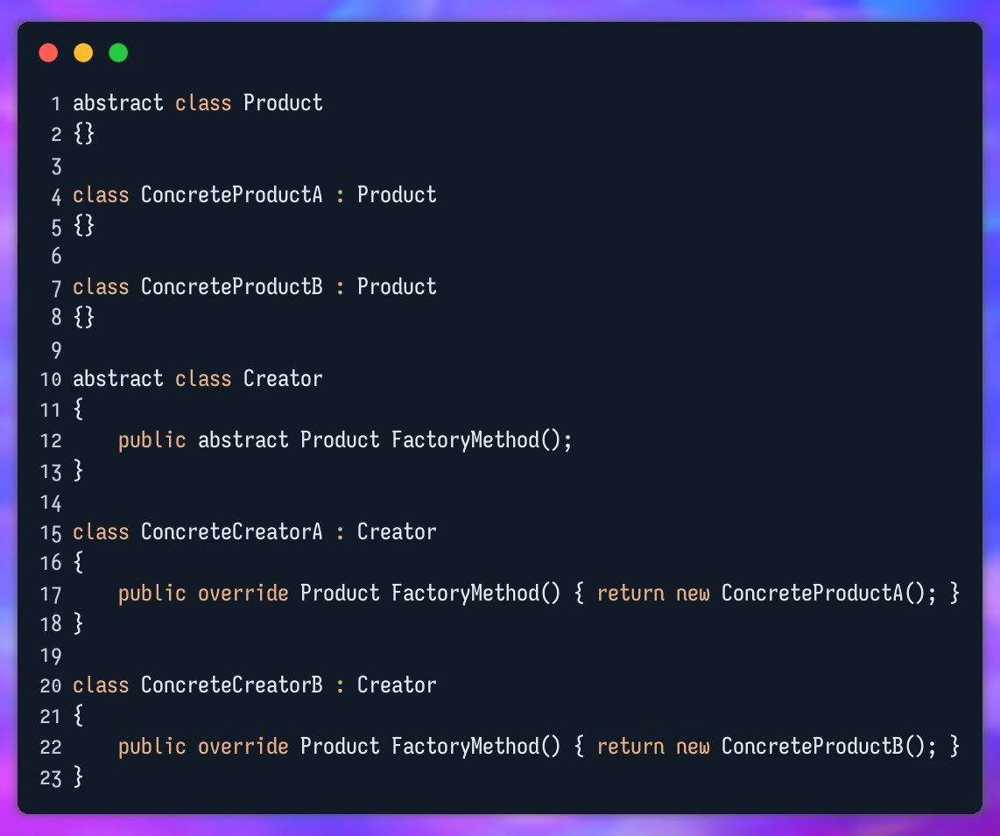 1 abstract class Product
2 {}
3
4 class ConcreteProductA : Product
5 {}
6
7 class ConcreteProductB : Product
8 {}
9
10 abstract class Creator
11 {
12     public abstract Product FactoryMethod();
13 }
14
15 class ConcreteCreatorA : Creator
16 {
17     public override Product FactoryMethod() { return new ConcreteProductA(); }
18 }
19
20 class ConcreteCreatorB : Creator
21 {
22     public override Product FactoryMethod() { return new ConcreteProductB(); }
23 }